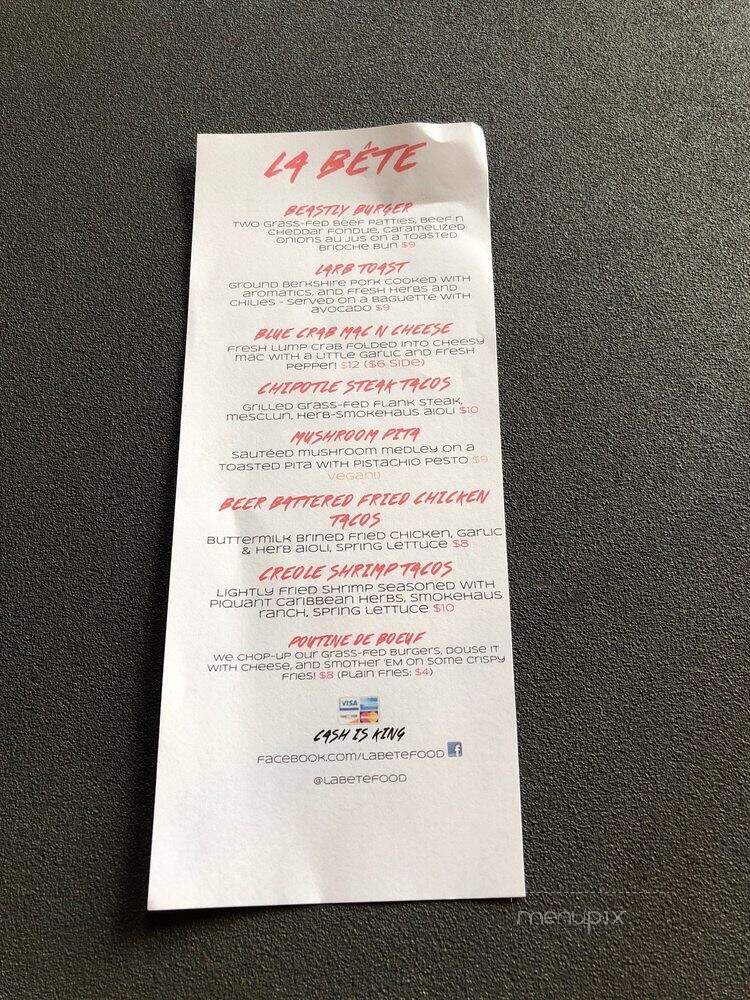 LA BÊTE
BEASTLY BURGER
TWO GRASS-FED BEEF PATTIES, BEEF N
CHEDDAR FONDUE, CARAMELIZED
ONIONS AU JUS ON A TOASTED
BRIOCHE BUN $9
LARB TOAST
GROUND BERKSHIRE PORK COOKED WITH
AROMATICS, AND FRESH HERBS AND
CHILIES - SERVED ON A BAGUETTE WITH
AVOCADO $9
BLUE CRAB MAC N CHEESE
FRESH LUMP CRAB FOLDED INTO CHEESY
MAC WITH A LITTLE GARLIC AND FRESH
PEPPER! $12 ($6 SIDE)
CHIPOTLE STEAK TACOS
GRILLED GRASS-FED FLANK STEAK,
MESCLUN, HERB-SMOKEHAUS AIOLI $10
MUSHROOM PITA
SAUTÉED MUSHROOM MEDLEY ON A
TOASTED PITA WITH PISTACHIO PESTO $9
VEGAN!)
BEER BATTERED FRIED CHICKEN
TACOS
BUTTERMILK BRINED FRIED CHICKEN, GARLIC
& HERB AIOLI, SPRING LETTUCE $8
CREOLE SHRIMP TACOS
LIGHTLY FRIED SHRIMP SEASONED WITH
PIQUANT CARIBBEAN HERBS, SMOKEHAUS
RANCH, SPRING LETTUCE $10
POUTINE DE BOEUF
WE CHOP-UP OUR GRASS-FED BURGERS, DOUSE IT
WITH CHEESE, AND SMOTHER 'EM ON SOME CRISPY
FRIES! $8 (PLAIN FRIES: $4)
VISA
CASH IS KING
FACEBOOK.COM/LABETEFOOD f
@LABETEFOOD
menupix